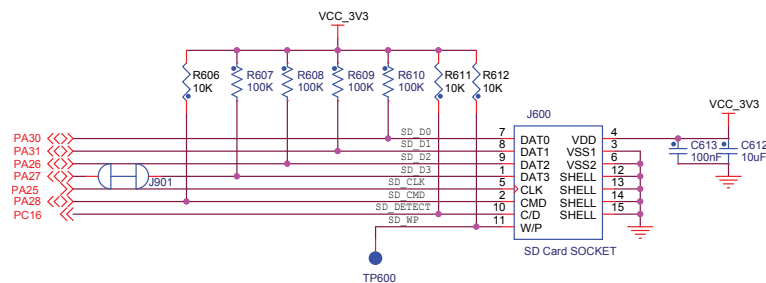 VCC_3V3
R606 R607 R608 R609 R610 R611 R612
10K 100K 100K 100K 100K 10K 10K
VCC_3V3
J600
PA30 SD_D0 7 DAT0 VDD 4
PA31 SD_D1 8 DAT1 VSS1 3 C613 C612
PA26 SD_D2 9 DAT2 VSS2 6 100nF 10uF
PA27 J901 SD_D3 1 DAT3 SHELL 12
PA25 SD_CLK 5 CLK SHELL 13
PA28 SD_CMD 2 CMD SHELL 14
PC16 SD_DETECT 10 C/D SHELL 15
SD_WP 11 W/P
SD Card SOCKET
TP600